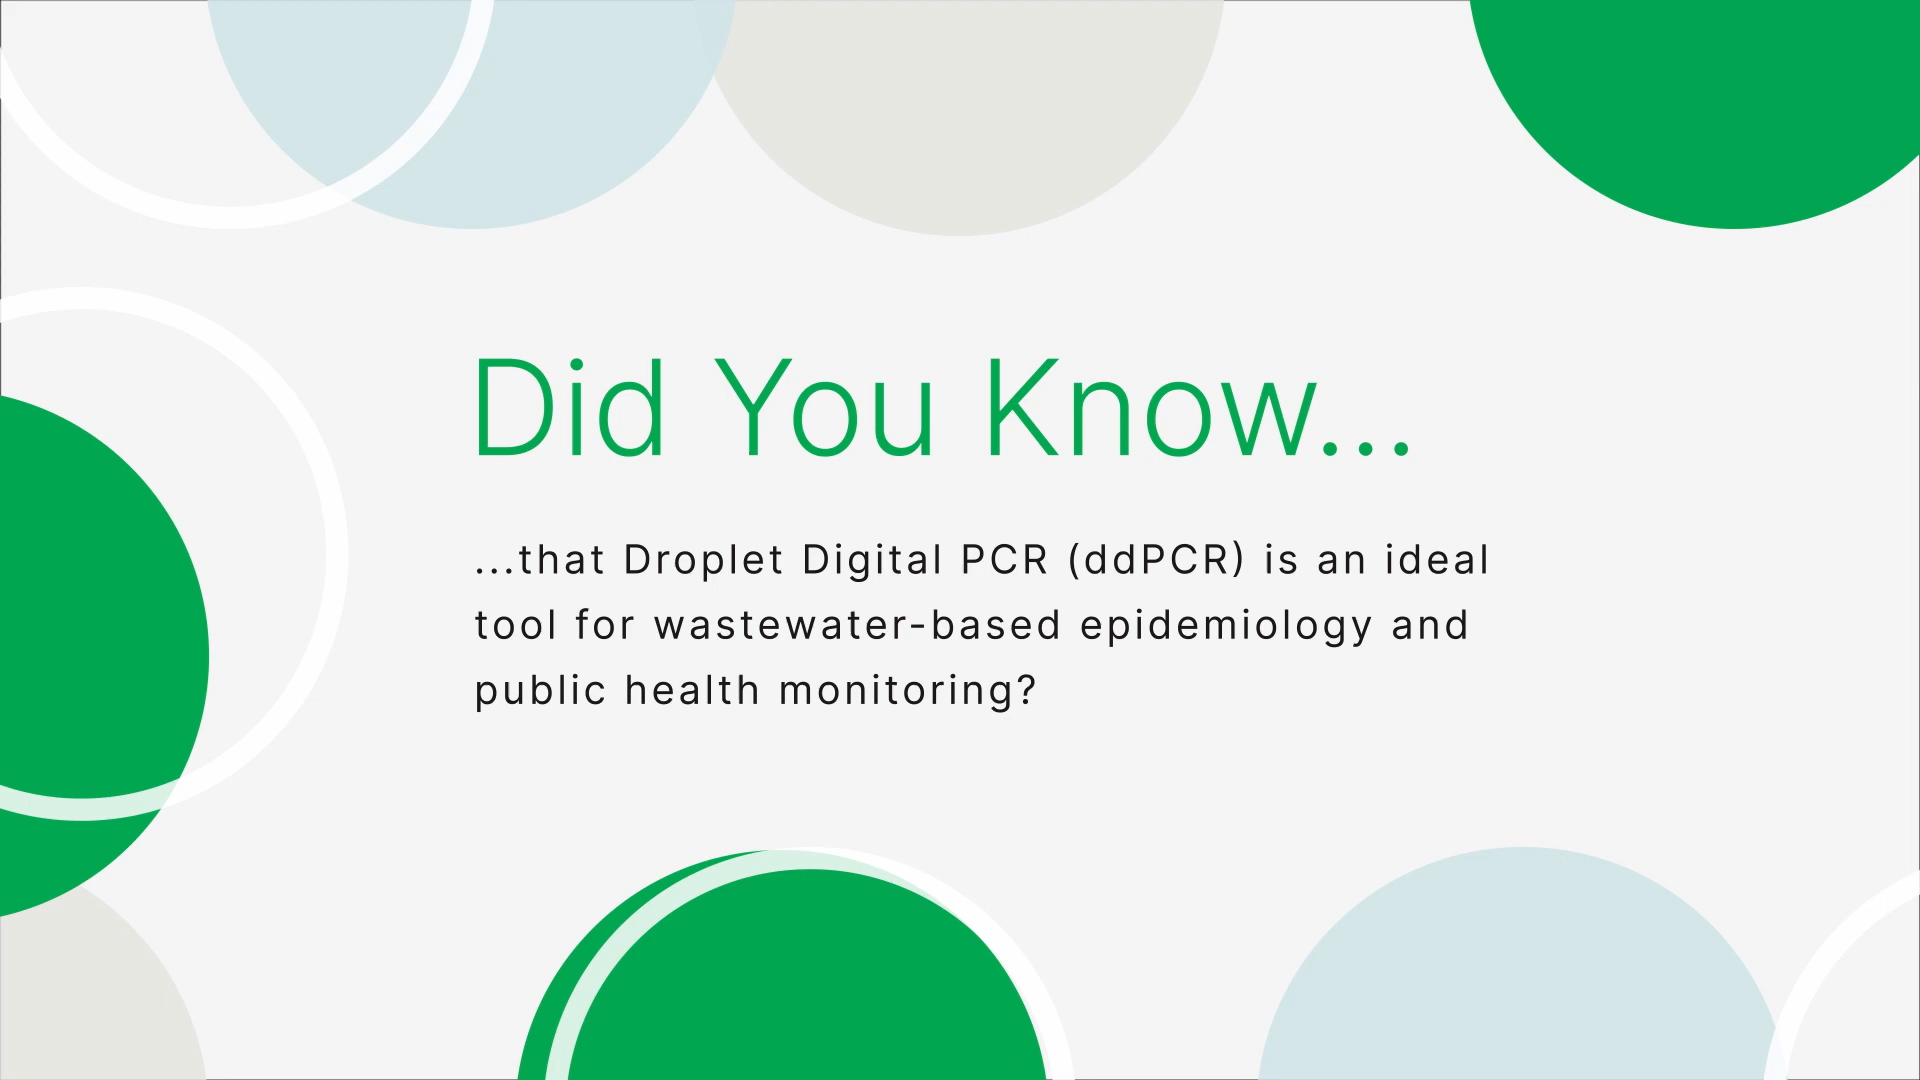 Did You Know...
...that Droplet Digital PCR (ddPCR) is an ideal
tool for wastewater-based epidemiology and
public health monitoring?